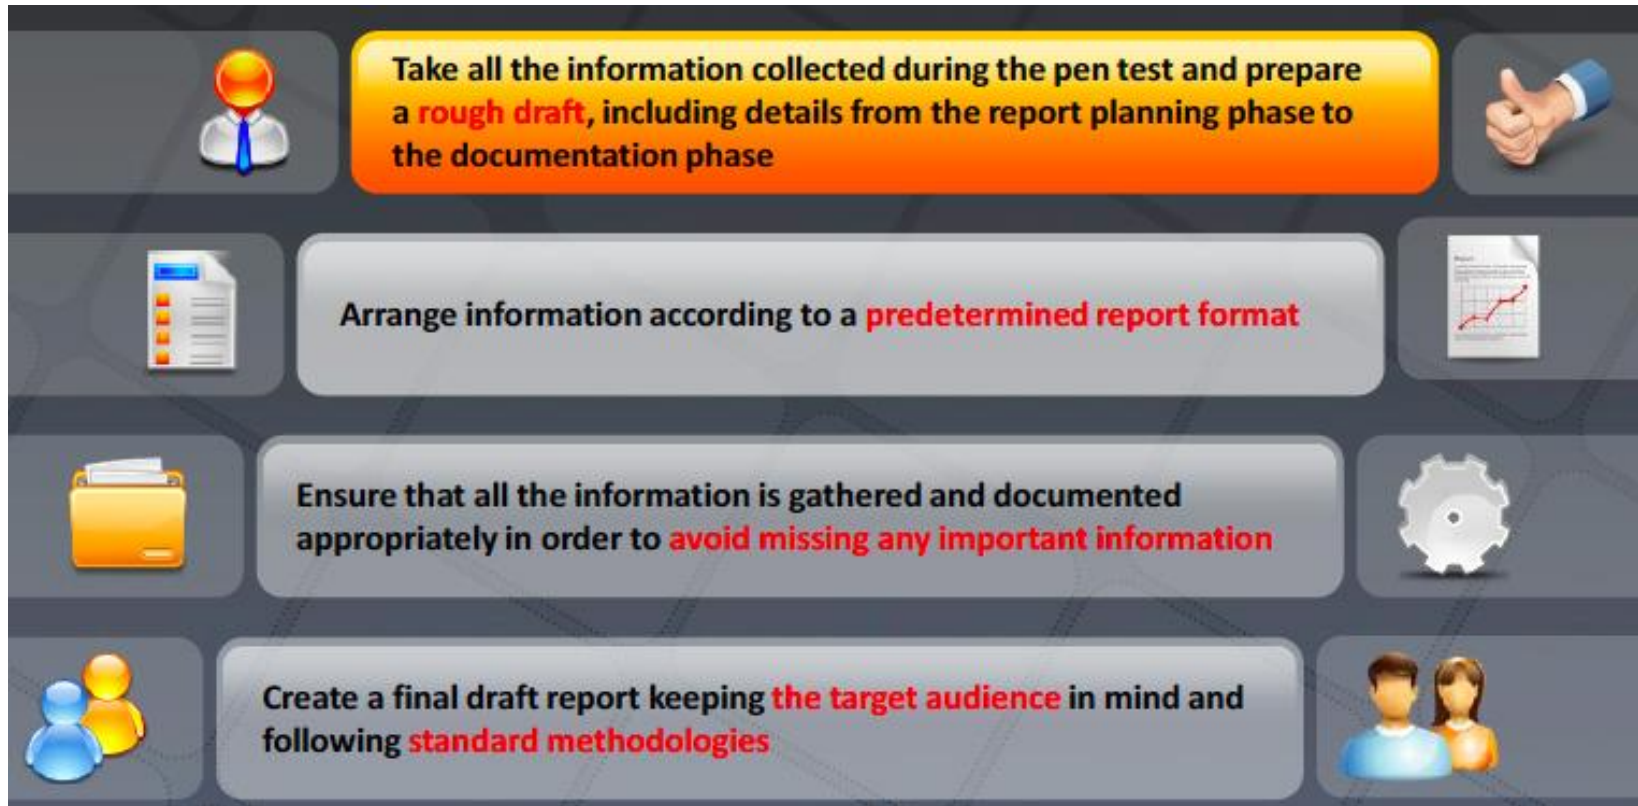 Take all the information collected during the pen test and prepare
a rough draft, including details from the report planning phase to
the documentation phase
Arrange information according to a predetermined report format
Ensure that all the information is gathered and documented
appropriately in order to avoid missing any important information
Create a final draft report keeping the target audience in mind and
following standard methodologies